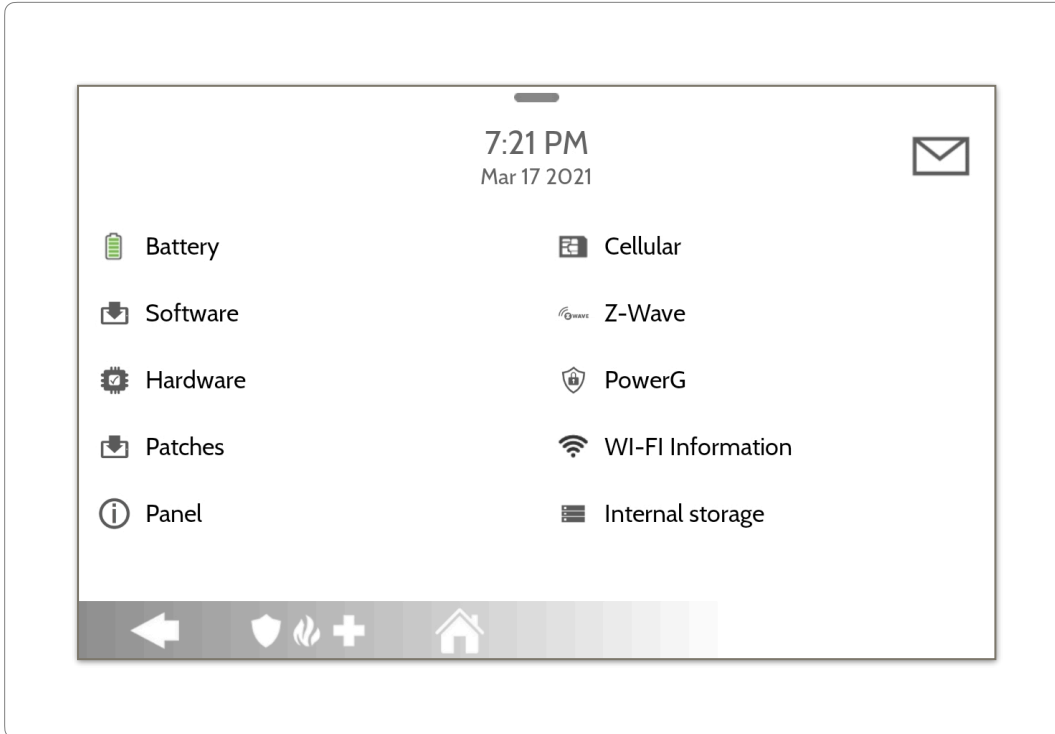 7:21 PM
Mar 17 2021
Battery
Software
Hardware
Patches
Panel
Cellular
Z-Wave
PowerG
WI-FI Information
Internal storage